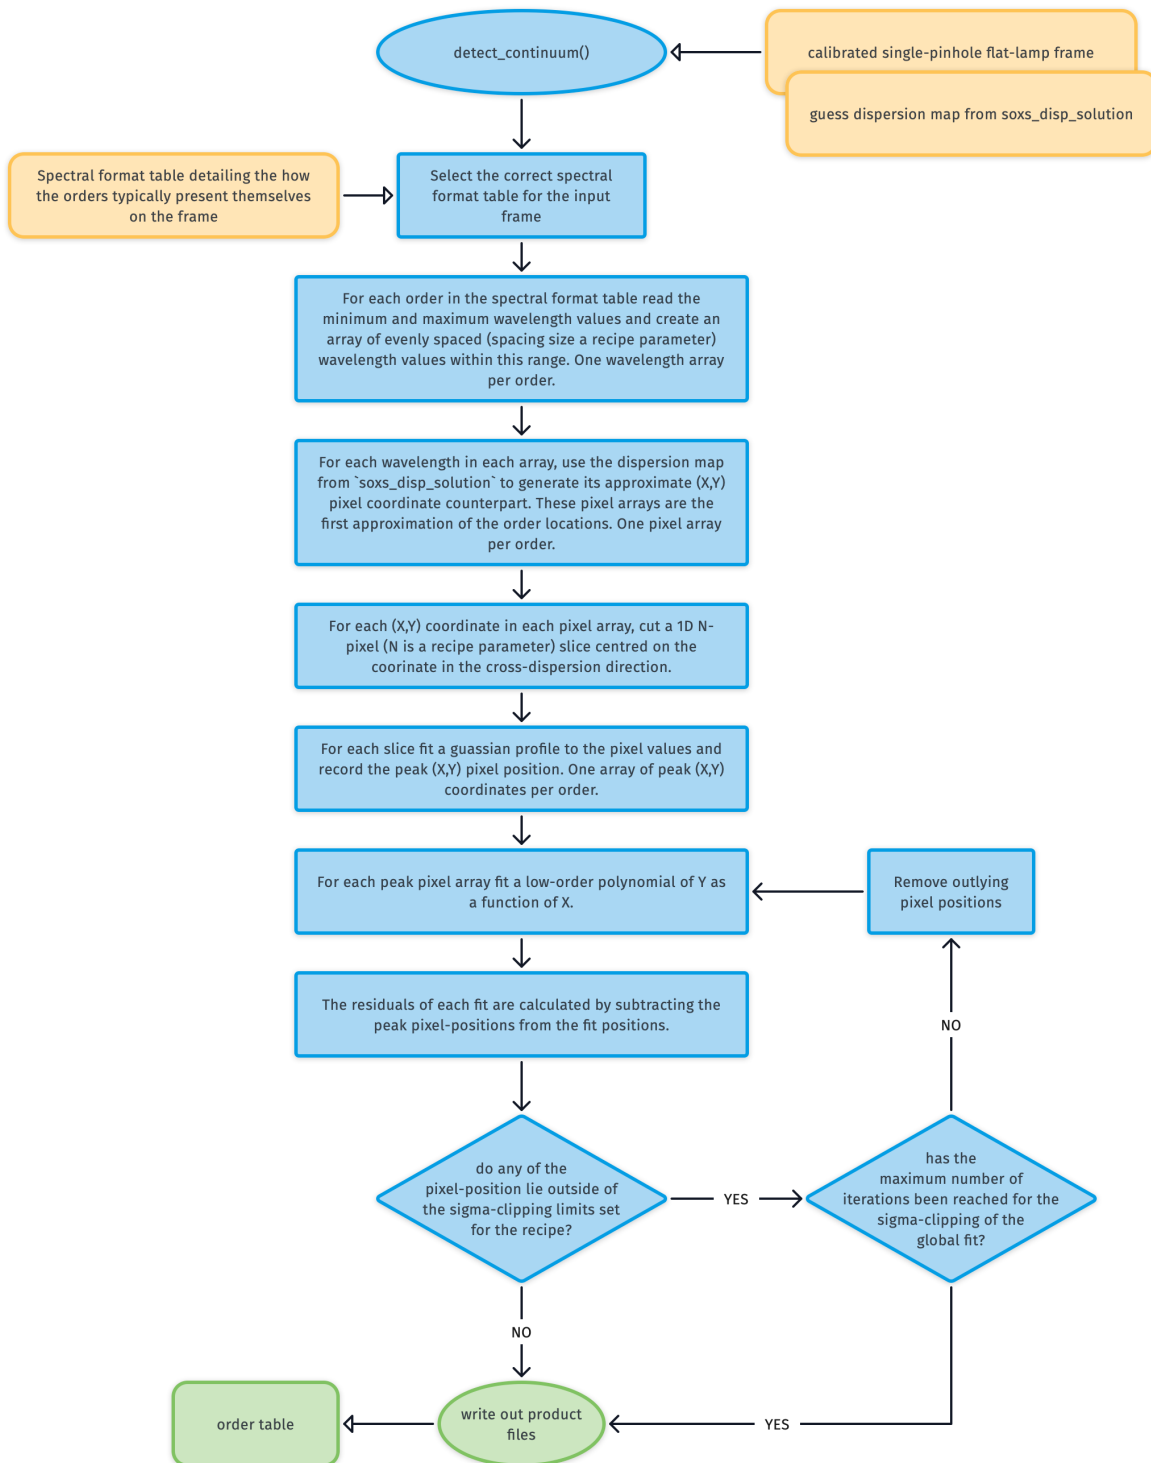 detect_continuum()
calibrated single-pinhole flat-lamp frame
guess dispersion map from soxs_disp_solution
Spectral format table detailing the how
the orders typically present themselves
on the frame
Select the correct spectral
format table for the input
frame
For each order in the spectral format table read the
minimum and maximum wavelength values and create an
array of evenly spaced (spacing size a recipe parameter)
wavelength values within this range. One wavelength array
per order.
For each wavelength in each array, use the dispersion map
from `soxs_disp_solution` to generate its approximate (X,Y)
pixel coordinate counterpart. These pixel arrays are the
first approximation of the order locations. One pixel array
per order.
For each (X,Y) coordinate in each pixel array, cut a 1D N-
pixel (N is a recipe parameter) slice centred on the
coorinate in the cross-dispersion direction.
For each slice fit a guassian profile to the pixel values and
record the peak (X,Y) pixel position. One array of peak (X,Y)
coordinates per order.
For each peak pixel array fit a low-order polynomial of Y as
a function of X.
Remove outlying
pixel positions
The residuals of each fit are calculated by subtracting the
peak pixel-positions from the fit positions.
NO
do any of the
pixel-position lie outside of
the sigma-clipping limits set
for the recipe?
YES
has the
maximum number of
iterations been reached for the
sigma-clipping of the
global fit?
NO
order table
write out product
files
YES